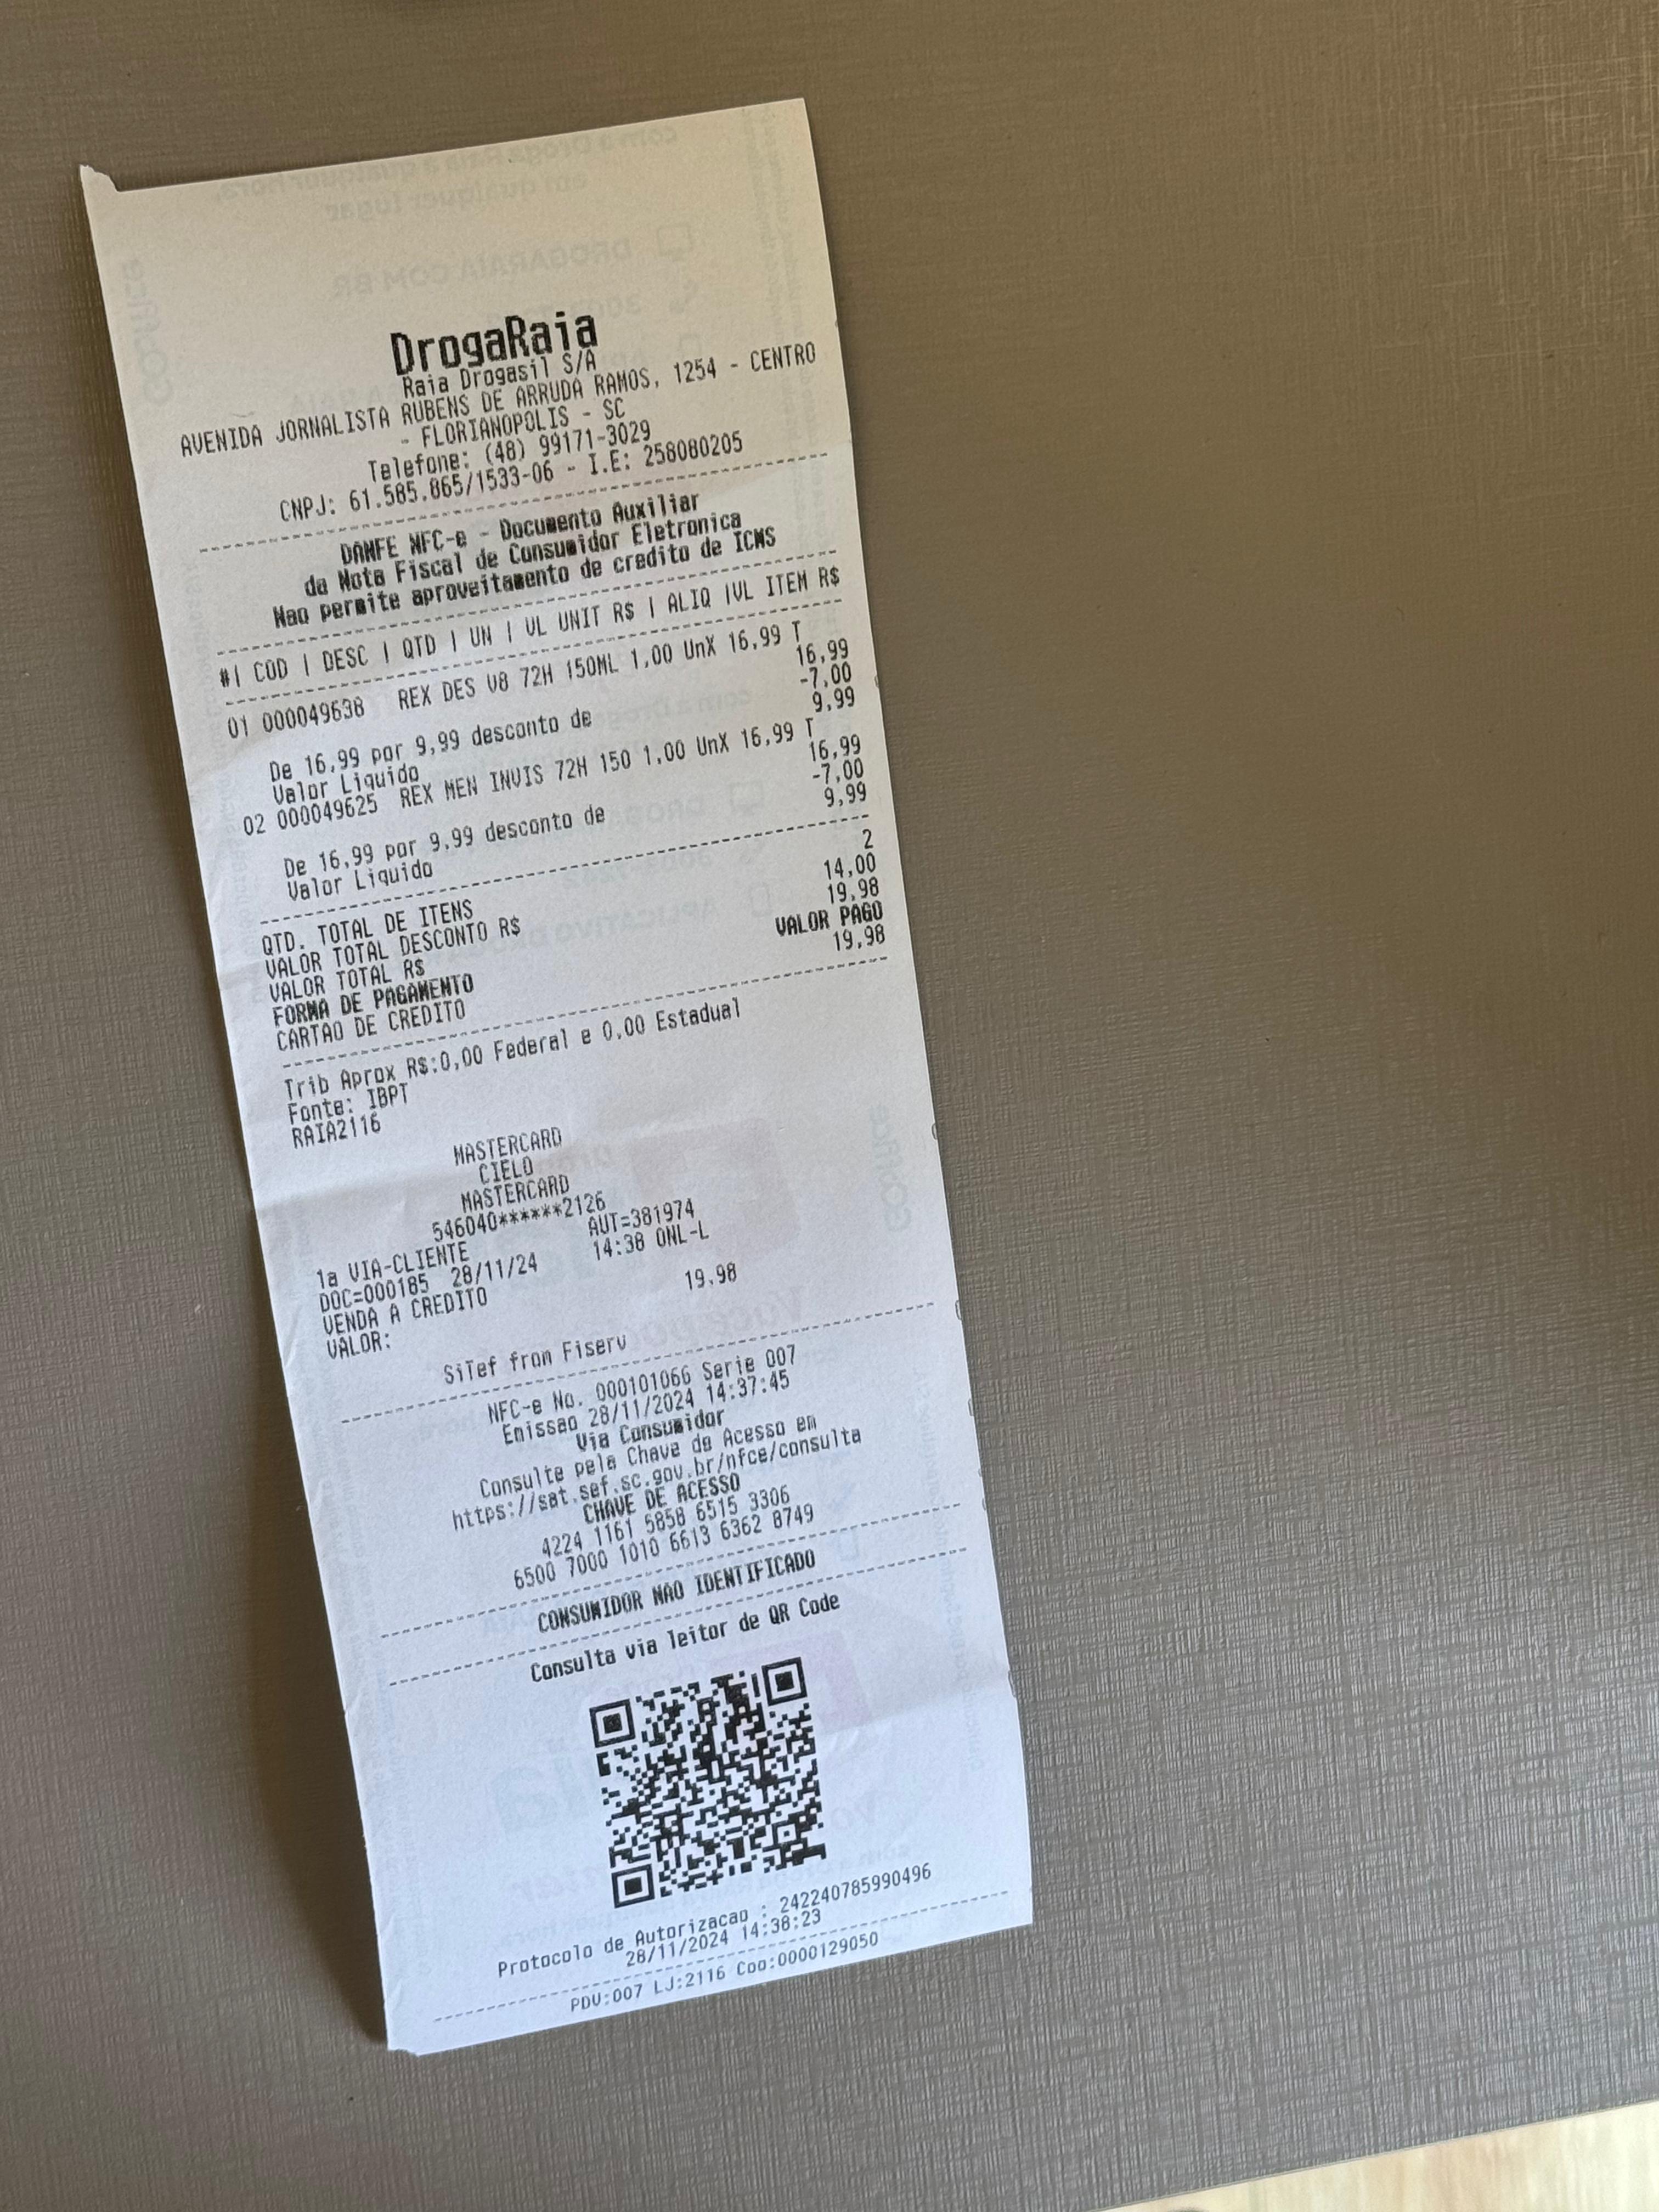 DrogaRaia
Raia Drogasil S/A
AVENIDA JORNALISTA RUBENS DE ARRUDA RAMOS, 1254 - CENTRO
- FLORIANOPOLIS - SC
Telefone: (48) 99171-3029
CNPJ: 61.585.865/1533-06 - I.E: 258080205
DANFE NFC-e - Documento Auxiliar
da Nota Fiscal de Consumidor Eletronica
Nao permite aproveitamento de credito de ICMS
#| COD | DESC | QTD | UN | VL UNIT R$ | ALIQ |VL ITEM R$
01 000049638 REX DES V8 72H 150ML 1,00 UnX 16,99 T
16,99
De 16,99 por 9,99 desconto de -7,00
Valor Liquido 9,99
02 000049625 REX MEN INVIS 72H 150 1,00 UnX 16,99 T
16,99
De 16,99 por 9,99 desconto de -7,00
Valor Liquido 9,99
QTD. TOTAL DE ITENS 2
VALOR TOTAL DESCONTO R$ 14,00
VALOR TOTAL R$ 19,98
FORMA DE PAGAMENTO VALOR PAGO
CARTAO DE CREDITO 19,98
Trib Aprox R$:0,00 Federal e 0,00 Estadual
Fonte: IBPT
RAIA2116
MASTERCARD
CIELO
MASTERCARD
546040******2126
1a VIA-CLIENTE AUT=381974
DOC=000185 28/11/24 14:38 ONL-L
VENDA A CREDITO
VALOR: 19,98
SiTef from Fiserv
NFC-e No. 000101066 Serie 007
Emissao 28/11/2024 14:37:45
Via Consumidor
Consulte pela Chave de Acesso em
https://sat.sef.sc.gov.br/nfce/consulta
CHAVE DE ACESSO
4224 1161 5858 6515 3306
6500 7000 1010 6613 6362 8749
CONSUMIDOR NAO IDENTIFICADO
Consulta via leitor de QR Code
Protocolo de Autorizacao : 242240785990496
28/11/2024 14:38:23
PDV:007 LJ:2116 Coo:0000129050